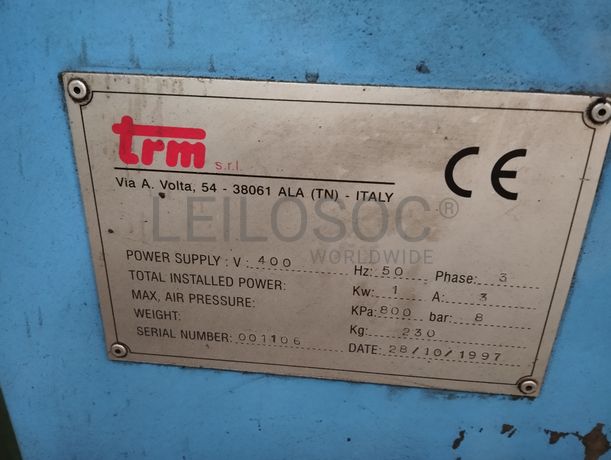 trm s.r.l.
CE
Via A. Volta, 54 - 38061 ALA (TN) - ITALY
LEILOSOC®
WORLDWIDE
POWER SUPPLY : V : 400 Hz: 50 Phase: 3
TOTAL INSTALLED POWER: Kw: 1 A: 3
MAX, AIR PRESSURE: KPa: 800 bar: 8
WEIGHT: Kg: 230
SERIAL NUMBER: 001106 DATE: 28/10/1997